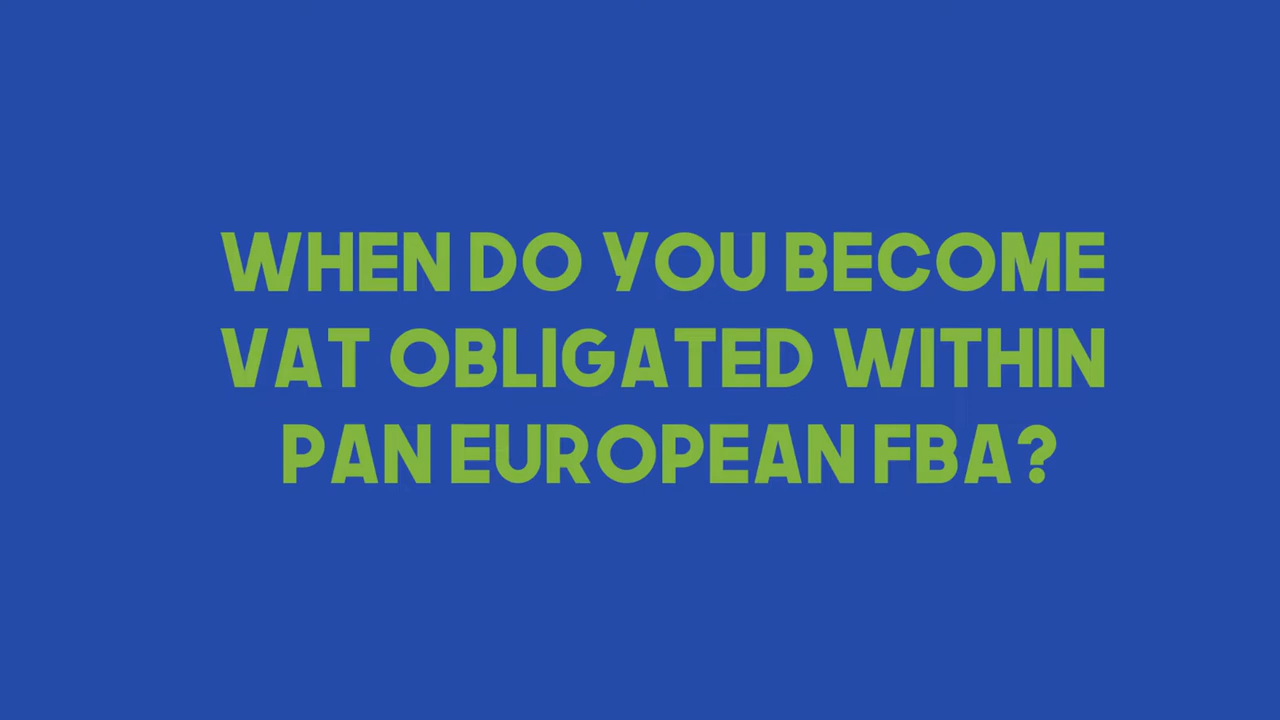 WHEN DO YOU BECOME
VAT OBLIGATED WITHIN
PAN EUROPEAN FBA?